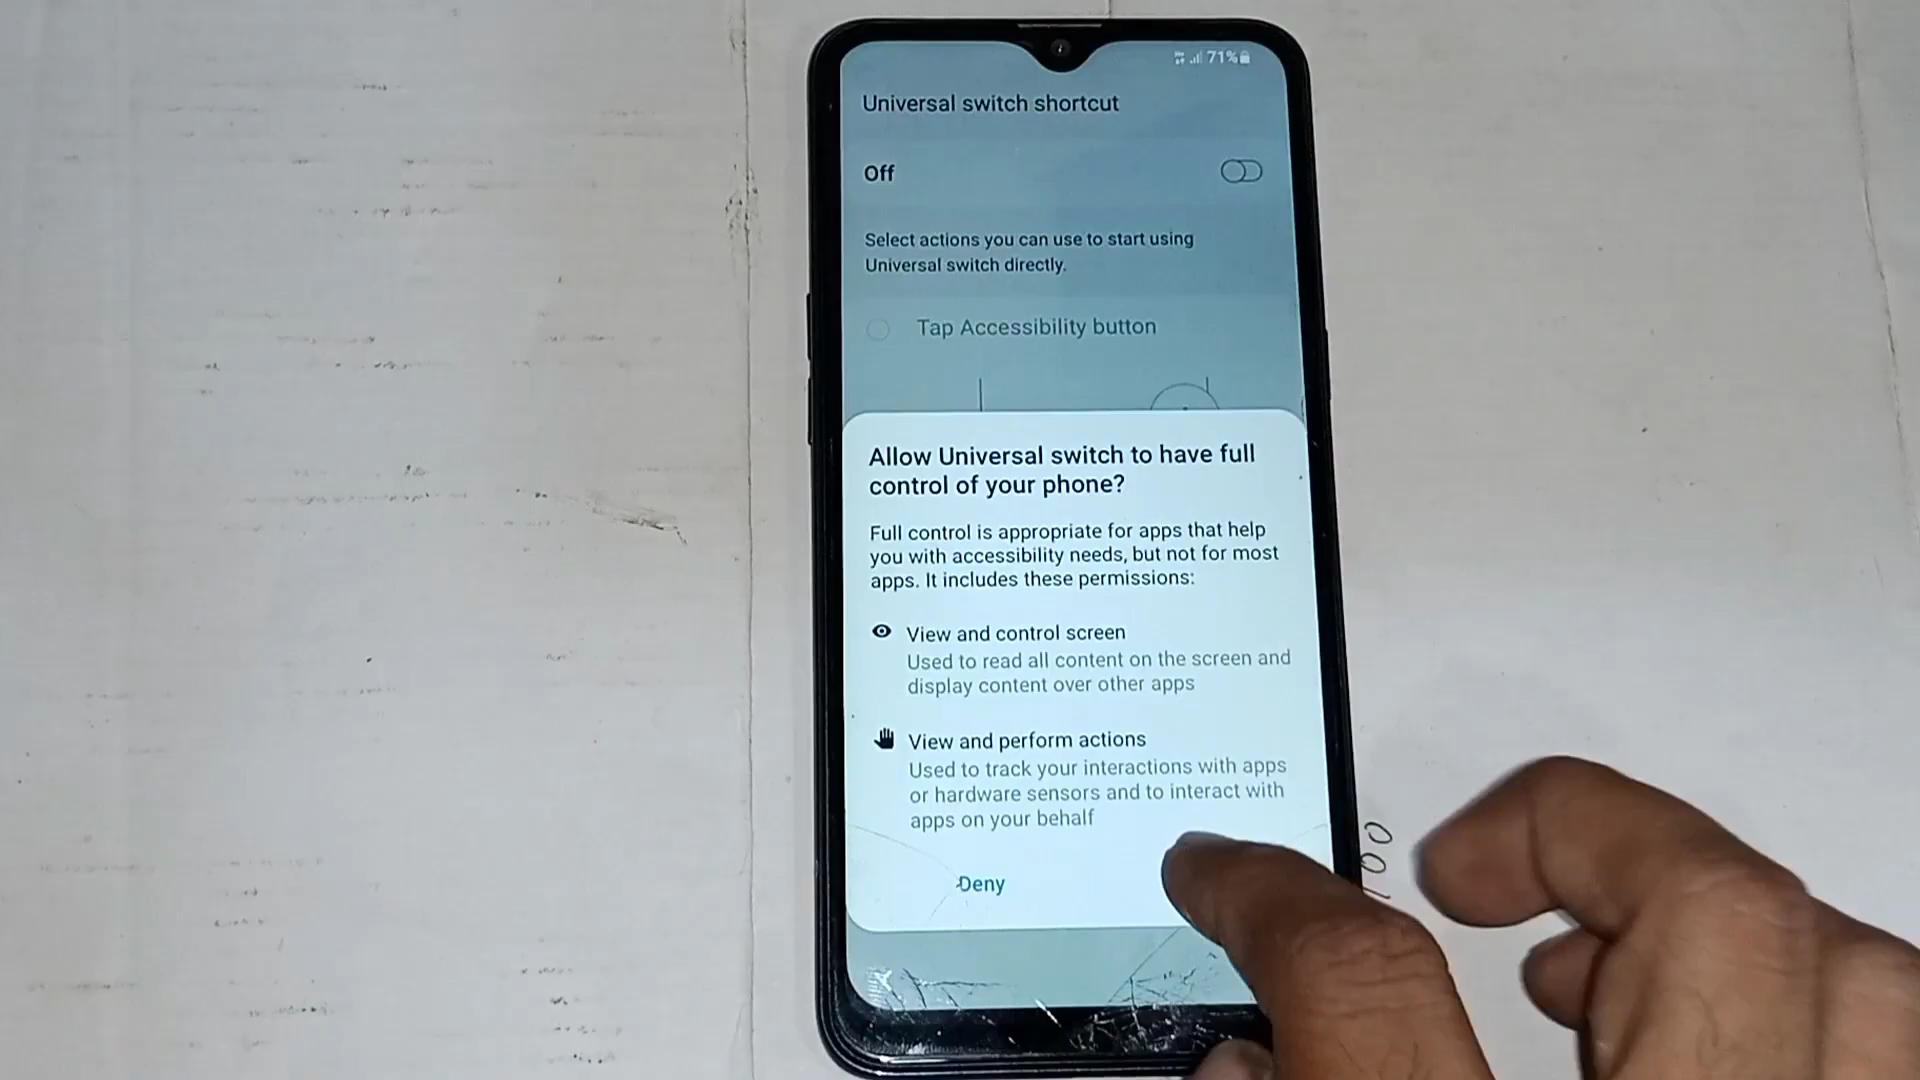 71%
Universal switch shortcut
Off
Select actions you can use to start using
Universal switch directly.
Tap Accessibility button
Allow Universal switch to have full
control of your phone?
Full control is appropriate for apps that help
you with accessibility needs, but not for most
apps. It includes these permissions:
View and control screen
Used to read all content on the screen and
display content over other apps
View and perform actions
Used to track your interactions with apps
or hardware sensors and to interact with
apps on your behalf
Deny